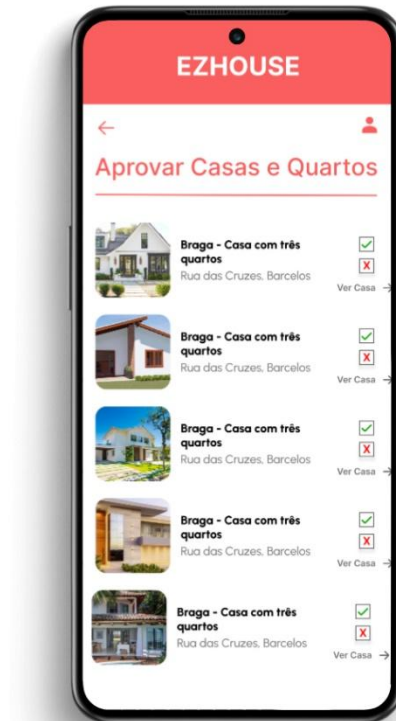 EZHOUSE
Aprovar Casas e Quartos
Braga - Casa com três
quartos
Rua das Cruzes, Barcelos
Ver Casa
Braga - Casa com três
quartos
Rua das Cruzes, Barcelos
Ver Casa
Braga - Casa com três
quartos
Rua das Cruzes, Barcelos
Ver Casa
Braga - Casa com três
quartos
Rua das Cruzes, Barcelos
Ver Casa
Braga - Casa com três
quartos
Rua das Cruzes, Barcelos
Ver Casa